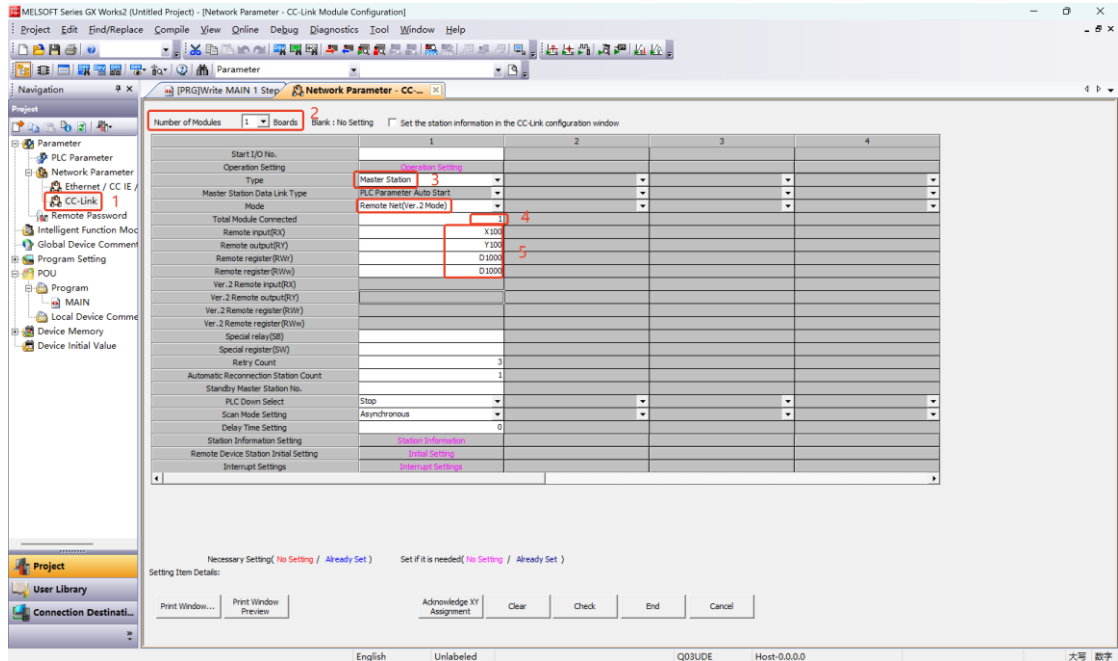 MELSOFT Series GX Works2 (Untitled Project) - [Network Parameter - CC-Link Module Configuration]
Project Edit Find/Replace Compile View Online Debug Diagnostics Tool Window Help
Parameter
Navigation
[PRG]Write MAIN 1 Step
Network Parameter - CC-...
Project
Parameter
PLC Parameter
Network Parameter
Ethernet / CC IE /
CC-Link 1
Remote Password
Intelligent Function Mod
Global Device Comment
Program Setting
POU
Program
MAIN
Local Device Comme
Device Memory
Device Initial Value
Project
User Library
Connection Destinati...
Number of Modules 1 Boards 2 Blank : No Setting Set the station information in the CC-Link configuration window
1 2 3 4
Start I/O No.
Operation Setting Operation Setting
Type Master Station 3
Master Station Data Link Type PLC Parameter Auto Start
Mode Remote Net(Ver.2 Mode)
Total Module Connected 1 4
Remote input(RX) X100
Remote output(RY) Y100 5
Remote register(RWr) D1000
Remote register(RWw) D1000
Ver.2 Remote input(RX)
Ver.2 Remote output(RY)
Ver.2 Remote register(RWr)
Ver.2 Remote register(RWw)
Special relay(SB)
Special register(SW)
Retry Count 3
Automatic Reconnection Station Count 1
Standby Master Station No.
PLC Down Select Stop
Scan Mode Setting Asynchronous
Delay Time Setting 0
Station Information Setting Station Information
Remote Device Station Initial Setting Initial Setting
Interrupt Settings Interrupt Settings
Necessary Setting( No Setting / Already Set ) Set if it is needed( No Setting / Already Set )
Setting Item Details:
Print Window... Print Window Preview Acknowledge XY Assignment Clear Check End Cancel
English Unlabeled Q03UDE Host-0.0.0.0 大写 数字